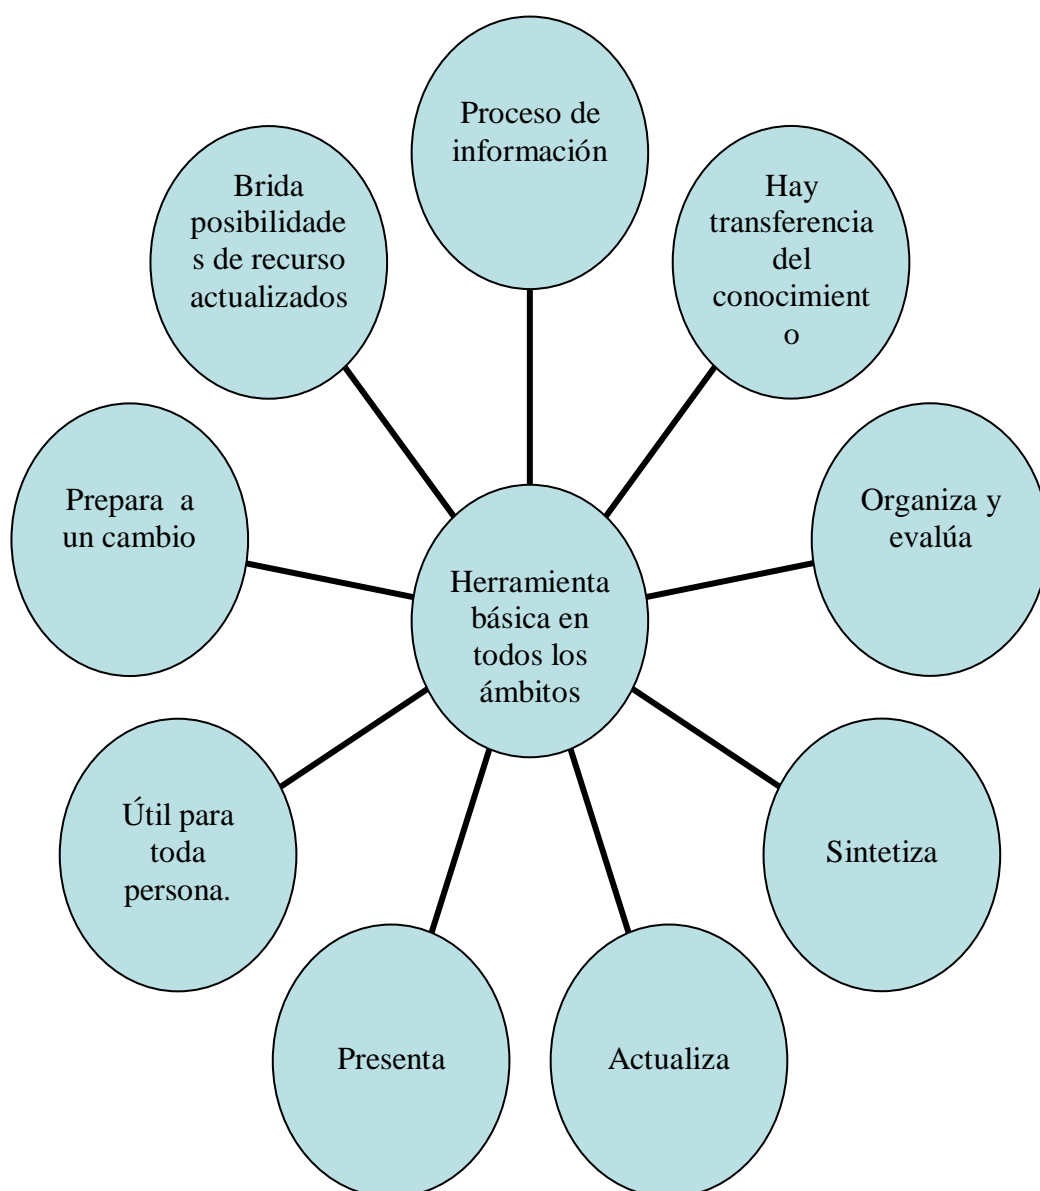 Proceso de
información
Hay
transferencia
del
conocimient
o
Organiza y
evalúa
Sintetiza
Actualiza
Presenta
Útil para
toda
persona.
Prepara  a
un cambio
Brida
posibilidade
s de recurso
actualizados
Herramienta
básica en
todos los
ámbitos